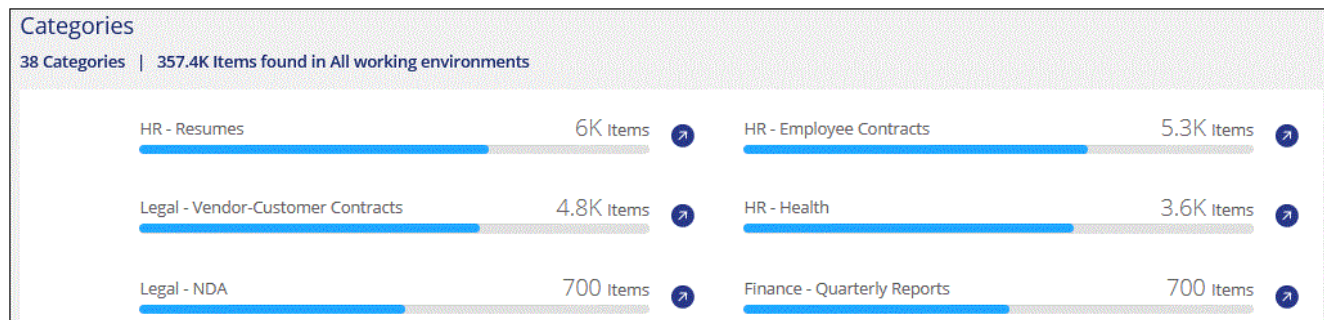 Categories
38 Categories | 357.4K Items found in All working environments
HR - Resumes 6K Items
HR - Employee Contracts 5.3K Items
Legal - Vendor-Customer Contracts 4.8K Items
HR - Health 3.6K Items
Legal - NDA 700 Items
Finance - Quarterly Reports 700 Items